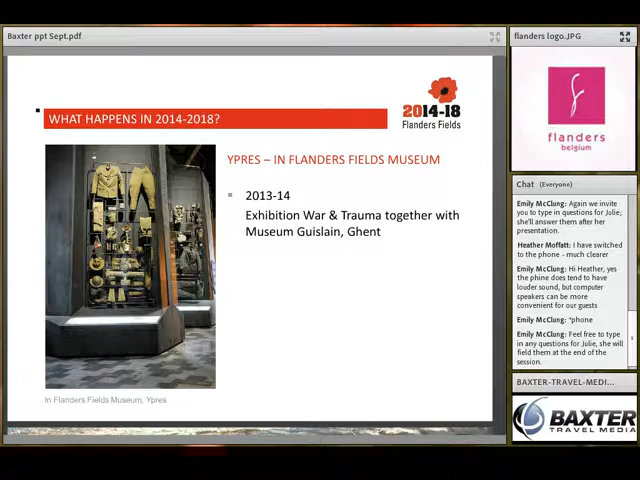 Baxter ppt Sept.pdf
flanders logo.JPG
WHAT HAPPENS IN 2014-2018?
2014-18
Flanders Fields
YPRES – IN FLANDERS FIELDS MUSEUM
2013-14
Exhibition War & Trauma together with
Museum Guislain, Ghent
In Flanders Fields Museum, Ypres
flanders
belgium
Chat (Everyone)
Emily McClung: Again we invite
you to type in questions for Julie;
she'll answer them after her
presentation.
Heather Moffatt: I have switched
to the phone - much clearer
Emily McClung: Hi Heather, yes
the phine does tend to have
louder sound, but computer
speakers can be more
convenient for our guests
Emily McClung: *phone
Emily McClung: Feel free to type
in any questions for Julie, she will
field them at the end of the
session.
BAXTER-TRAVEL-MEDI...
BAXTER
TRAVEL MEDIA